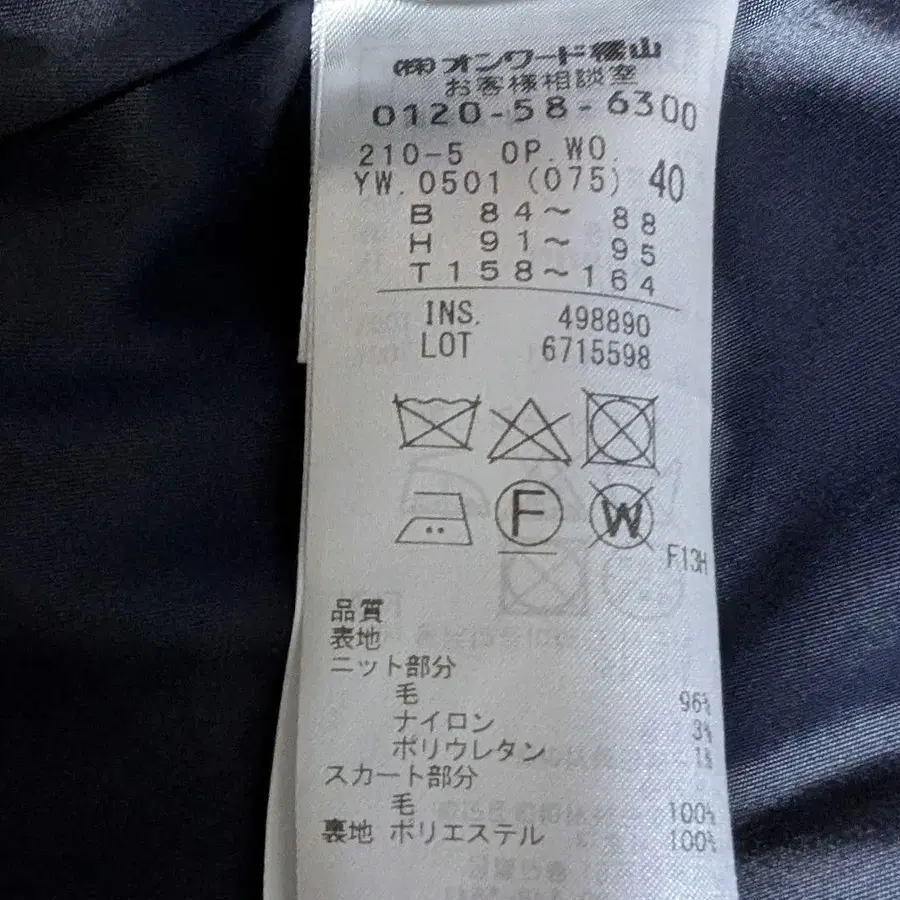 ㈱オンワード樫山
お客様相談室
0120-58-6300
210-5 OP.WO.
YW.0501 (075) 40
B 84～ 88
H 91～ 95
T158～164
INS. 498890
LOT 6715598
F W
F13H
品質
表地
ニット部分
毛 96%
ナイロン 3%
ポリウレタン 1%
スカート部分
毛 100%
裏地 ポリエステル 100%